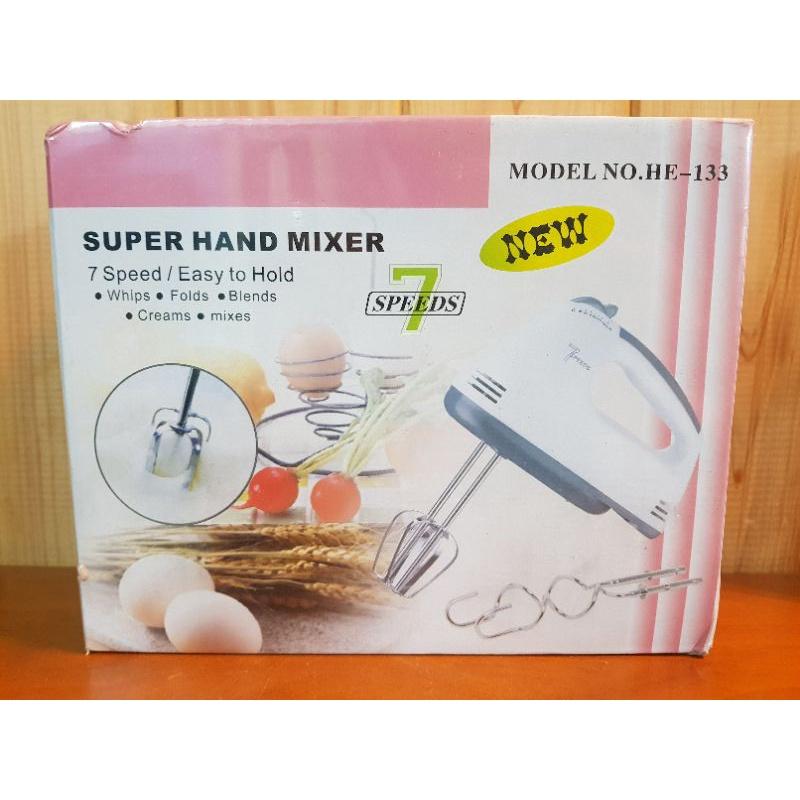 MODEL NO.HE-133
SUPER HAND MIXER
NEW
7 Speed / Easy to Hold
• Whips • Folds • Blends
• Creams • mixes
7
SPEEDS